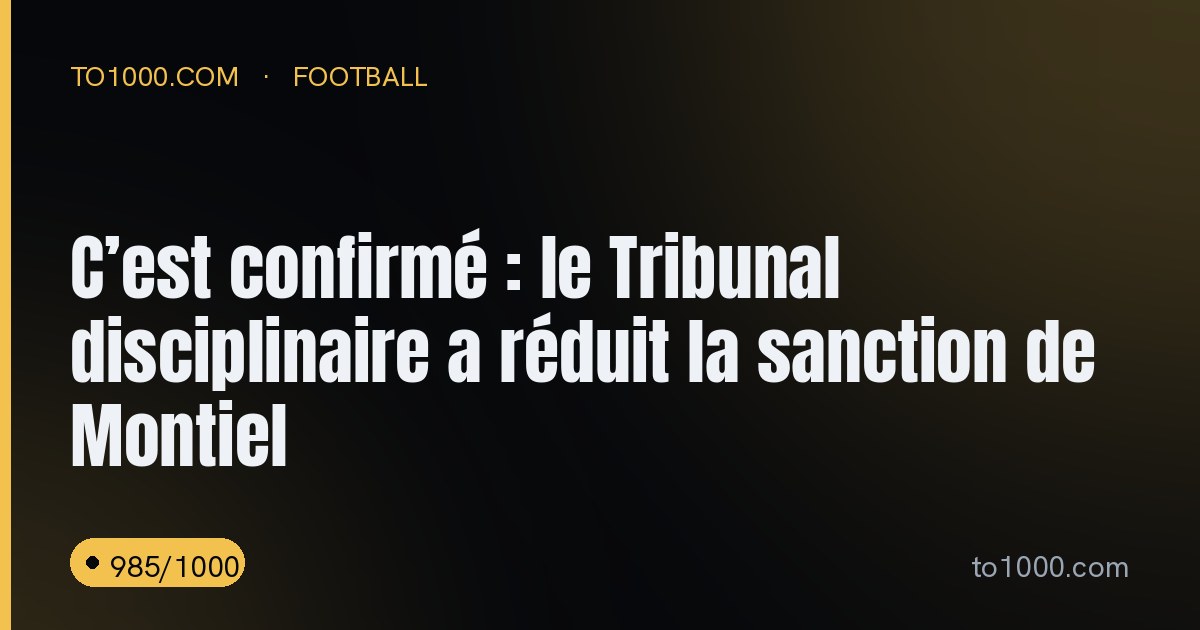 TO1000.COM · FOOTBALL
C’est confirmé : le Tribunal
disciplinaire a réduit la sanction de
Montiel
985/1000
to1000.com